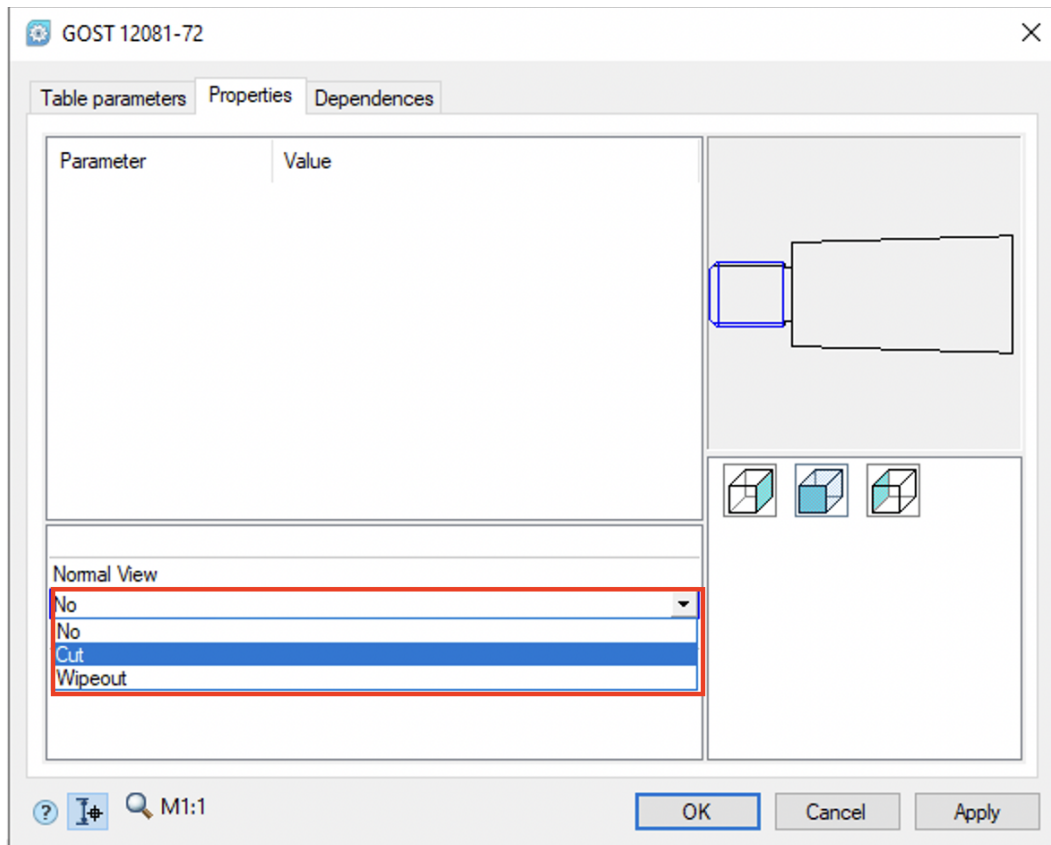 GOST 12081-72
Table parameters Properties Dependences
Parameter Value
Normal View
No
No
Cut
Wipeout
? M1:1 OK Cancel Apply